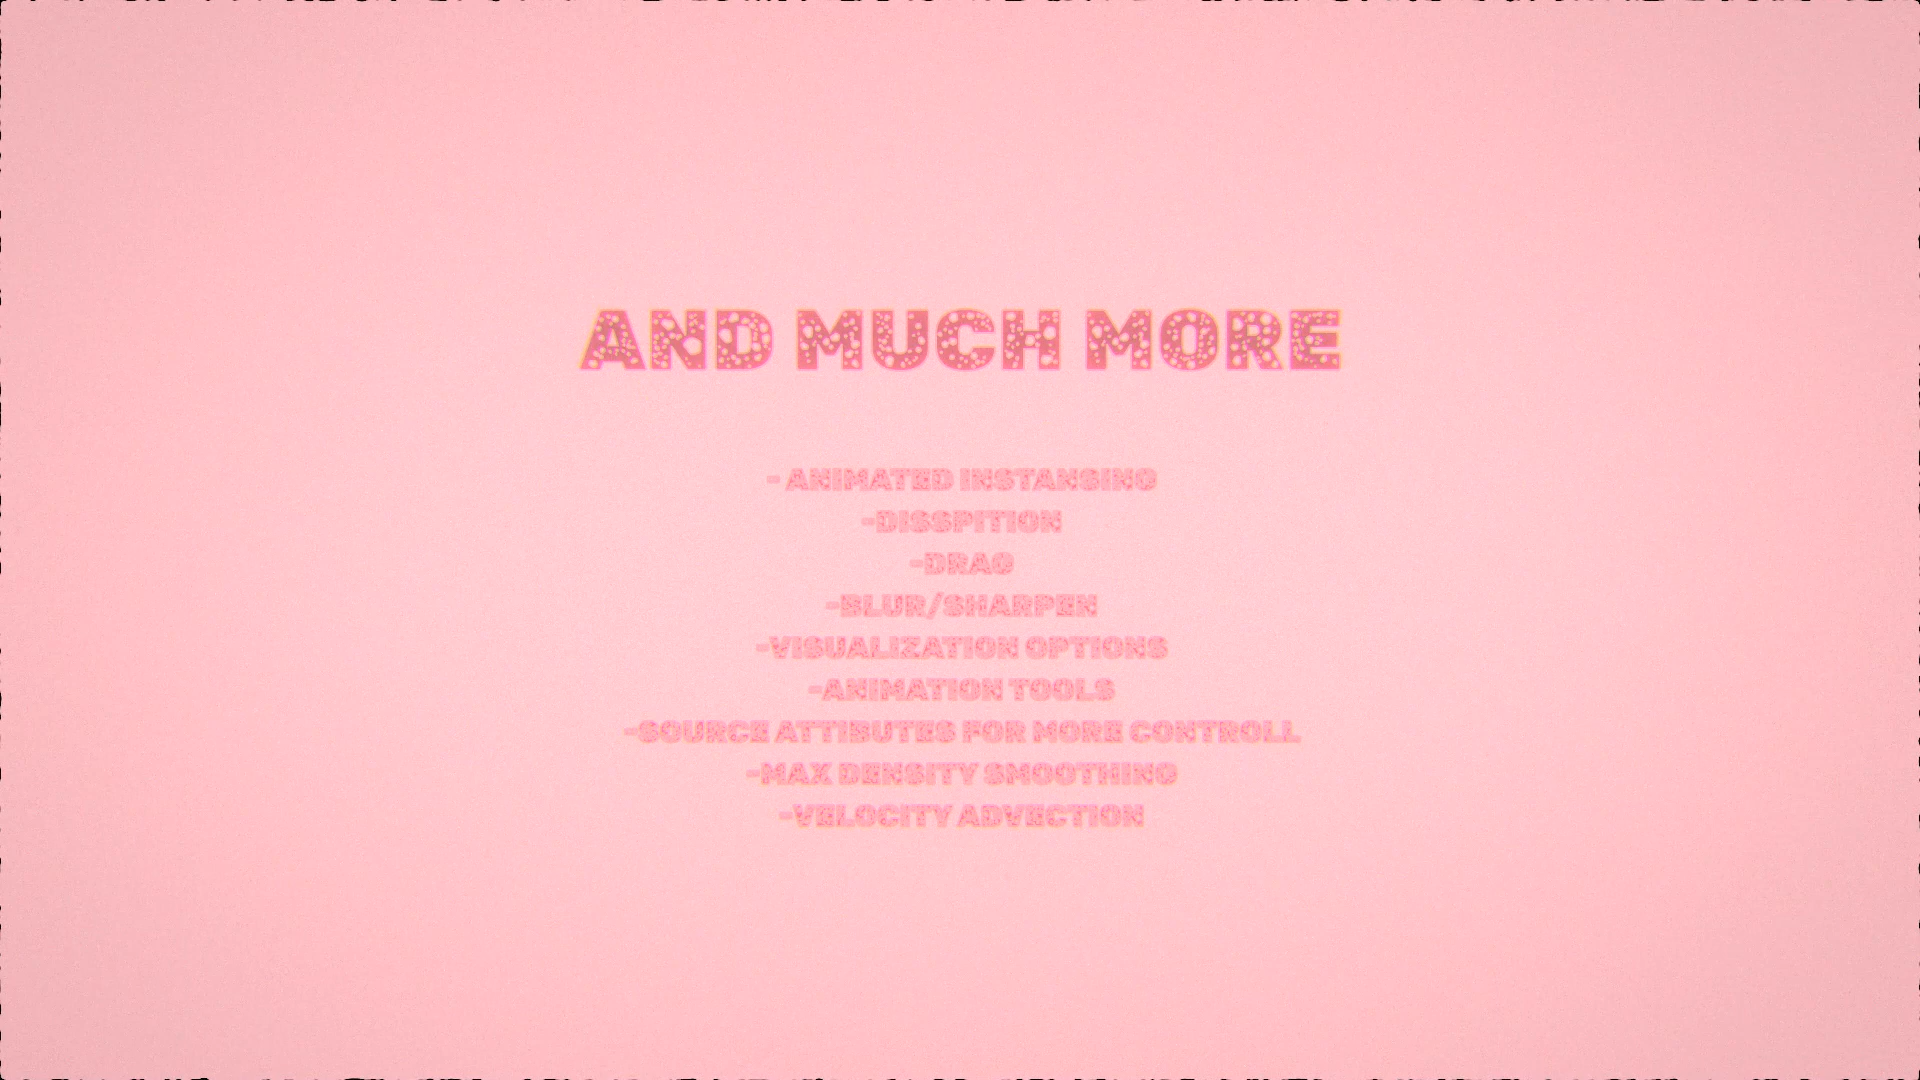 AND MUCH MORE
- ANIMATED INSTANSING
-DISSPITION
-DRAG
-BLUR/SHARPEN
-VISUALIZATION OPTIONS
-ANIMATION TOOLS
-SOURCE ATTIBUTES FOR MORE CONTROLL
-MAX DENSITY SMOOTHING
-VELOCITY ADVECTION